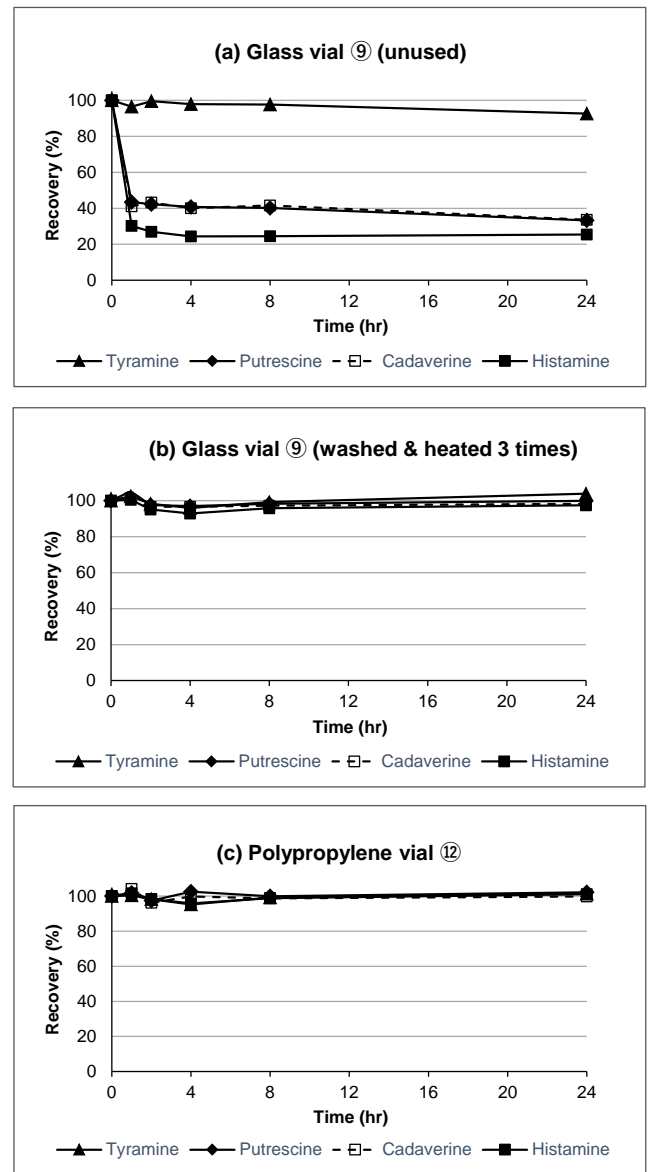 (a) Glass vial ⑨ (unused)
Recovery (%)
100
80
60
40
20
0
0 4 8 12 16 20 24
Time (hr)
Tyramine Putrescine Cadaverine Histamine
(b) Glass vial ⑨ (washed & heated 3 times)
Recovery (%)
100
80
60
40
20
0
0 4 8 12 16 20 24
Time (hr)
Tyramine Putrescine Cadaverine Histamine
(c) Polypropylene vial ⑫
Recovery (%)
100
80
60
40
20
0
0 4 8 12 16 20 24
Time (hr)
Tyramine Putrescine Cadaverine Histamine